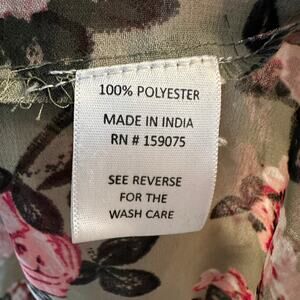 100% POLYESTER
MADE IN INDIA
RN # 159075
SEE REVERSE
FOR THE
WASH CARE